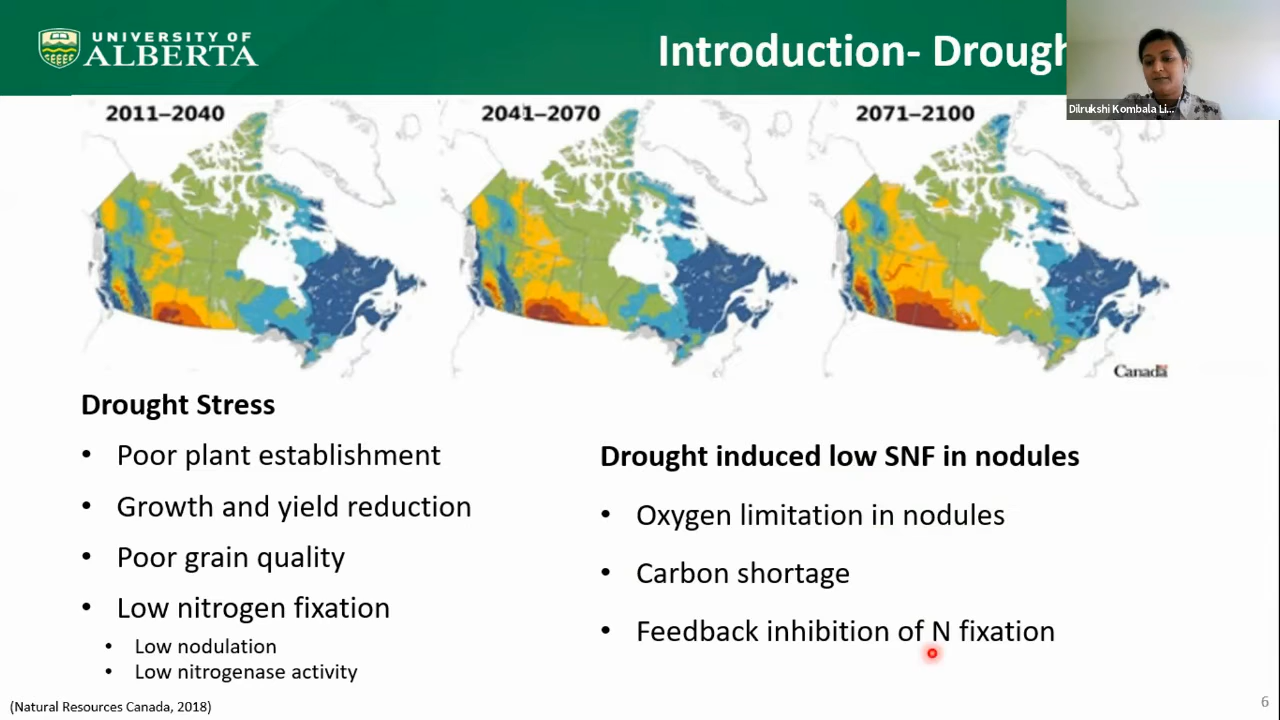 UNIVERSITY OF
ALBERTA
Introduction- Drough
Dilrukshi Kombala Li...
2011–2040
2041–2070
2071–2100
Canada
Drought Stress
• Poor plant establishment
• Growth and yield reduction
• Poor grain quality
• Low nitrogen fixation
• Low nodulation
• Low nitrogenase activity
Drought induced low SNF in nodules
• Oxygen limitation in nodules
• Carbon shortage
• Feedback inhibition of N fixation
(Natural Resources Canada, 2018)
6